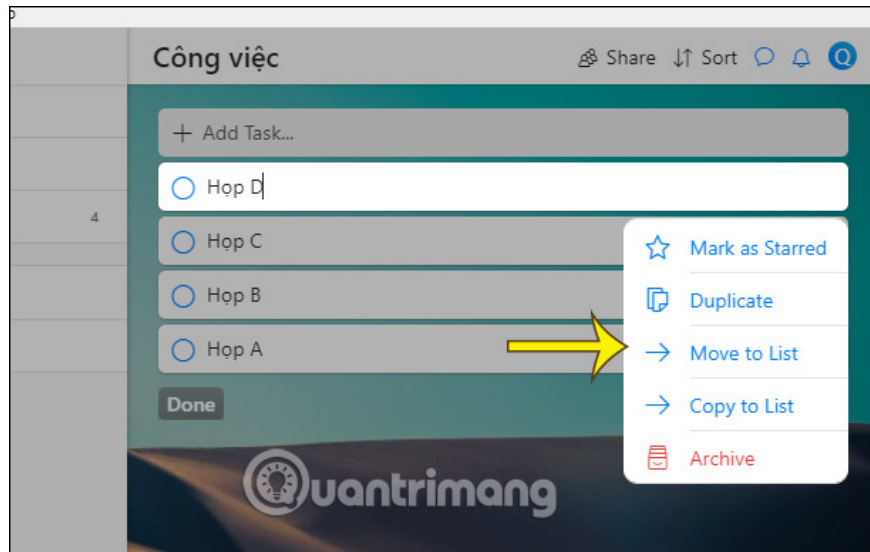 Công việc
Share
Sort
Q
+ Add Task...
Họp D
4
Họp C
Họp B
Họp A
Done
Mark as Starred
Duplicate
Move to List
Copy to List
Archive
Quantrimang